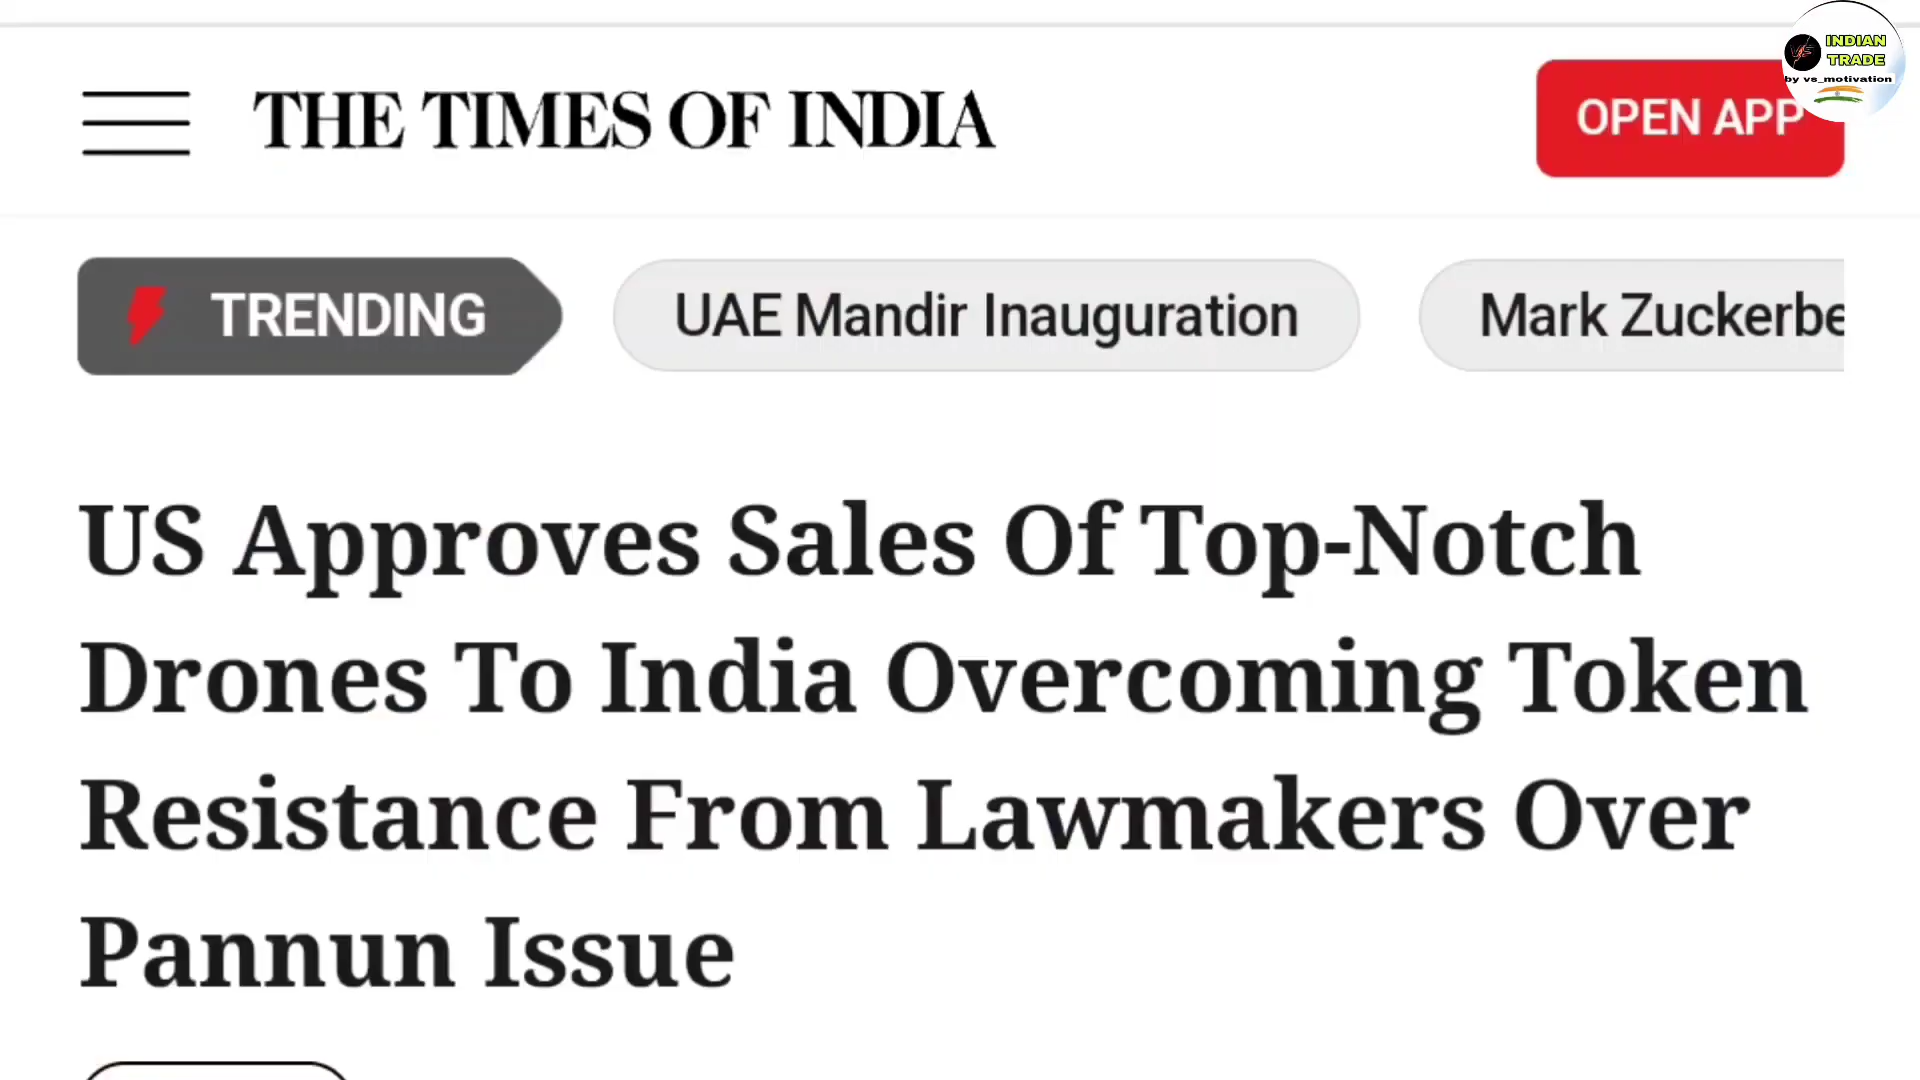 THE TIMES OF INDIA
OPEN APP
INDIAN
TRADE
by vs_motivation
TRENDING
UAE Mandir Inauguration
Mark Zuckerbe
US Approves Sales Of Top-Notch
Drones To India Overcoming Token
Resistance From Lawmakers Over
Pannun Issue